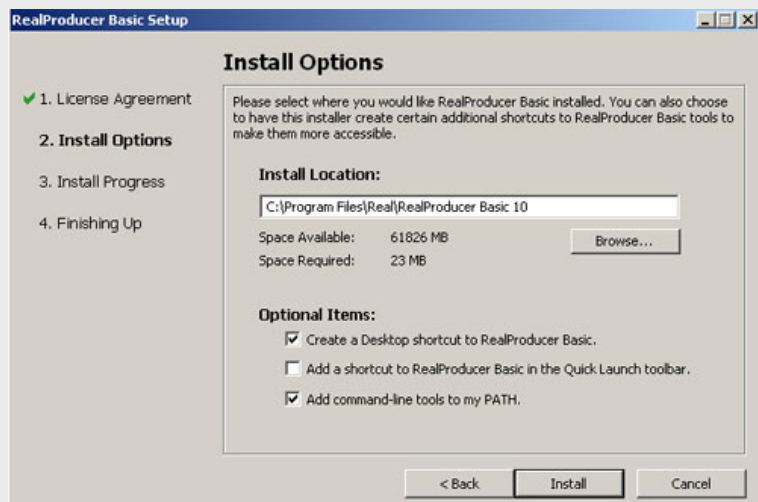 RealProducer Basic Setup
Install Options
1. License Agreement
2. Install Options
3. Install Progress
4. Finishing Up
Please select where you would like RealProducer Basic installed. You can also choose
to have this installer create certain additional shortcuts to RealProducer Basic tools to
make them more accessible.
Install Location:
C:\Program Files\Real\RealProducer Basic 10
Space Available: 61826 MB
Browse...
Space Required: 23 MB
Optional Items:
Create a Desktop shortcut to RealProducer Basic.
Add a shortcut to RealProducer Basic in the Quick Launch toolbar.
Add command-line tools to my PATH.
< Back
Install
Cancel